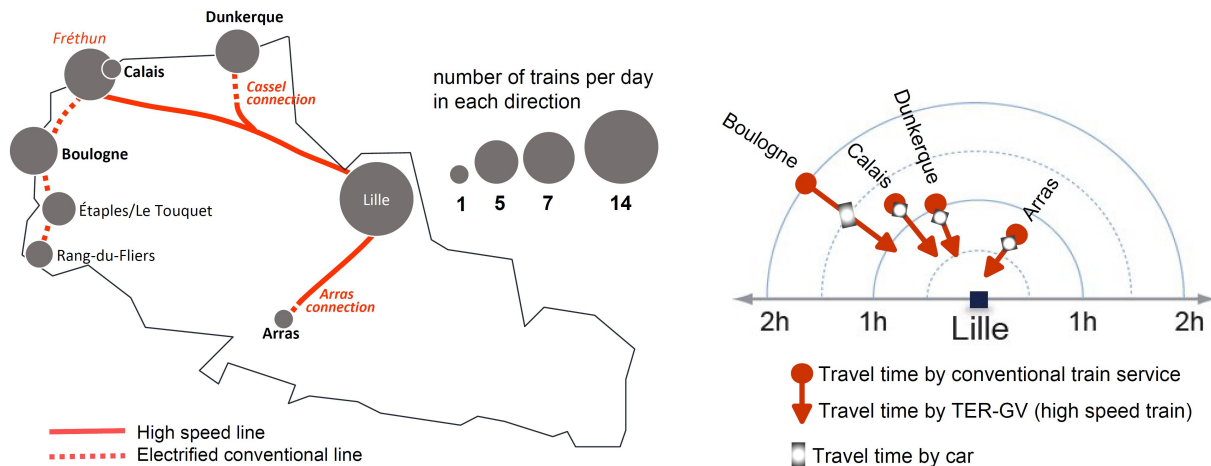 Dunkerque
Fréthun
Calais
Cassel
connection
Boulogne
Lille
Étaples/Le Touquet
Rang-du-Fliers
Arras
connection
Arras
High speed line
Electrified conventional line
number of trains per day
in each direction
1 5 7 14
Boulogne
Calais
Dunkerque
Arras
2h 1h Lille 1h 2h
Travel time by conventional train service
Travel time by TER-GV (high speed train)
Travel time by car